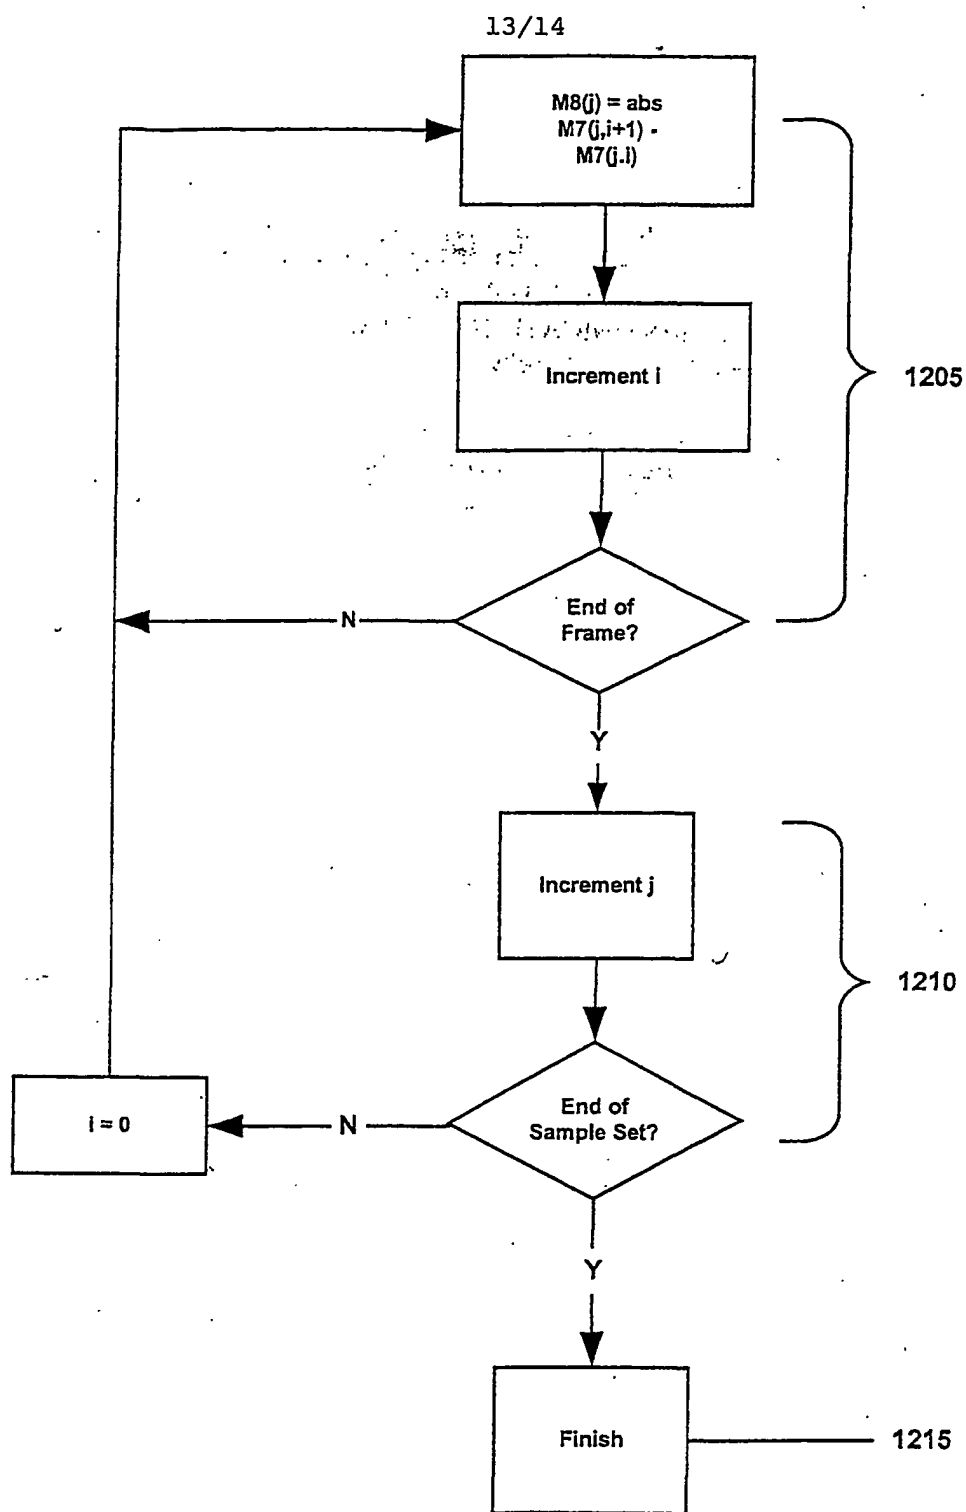 13/14
M8(j) = abs
M7(j,i+1) -
M7(j.i)
Increment i
1205
End of
Frame?
N
Y
Increment j
1210
End of
Sample Set?
N
i = 0
Y
Finish
1215